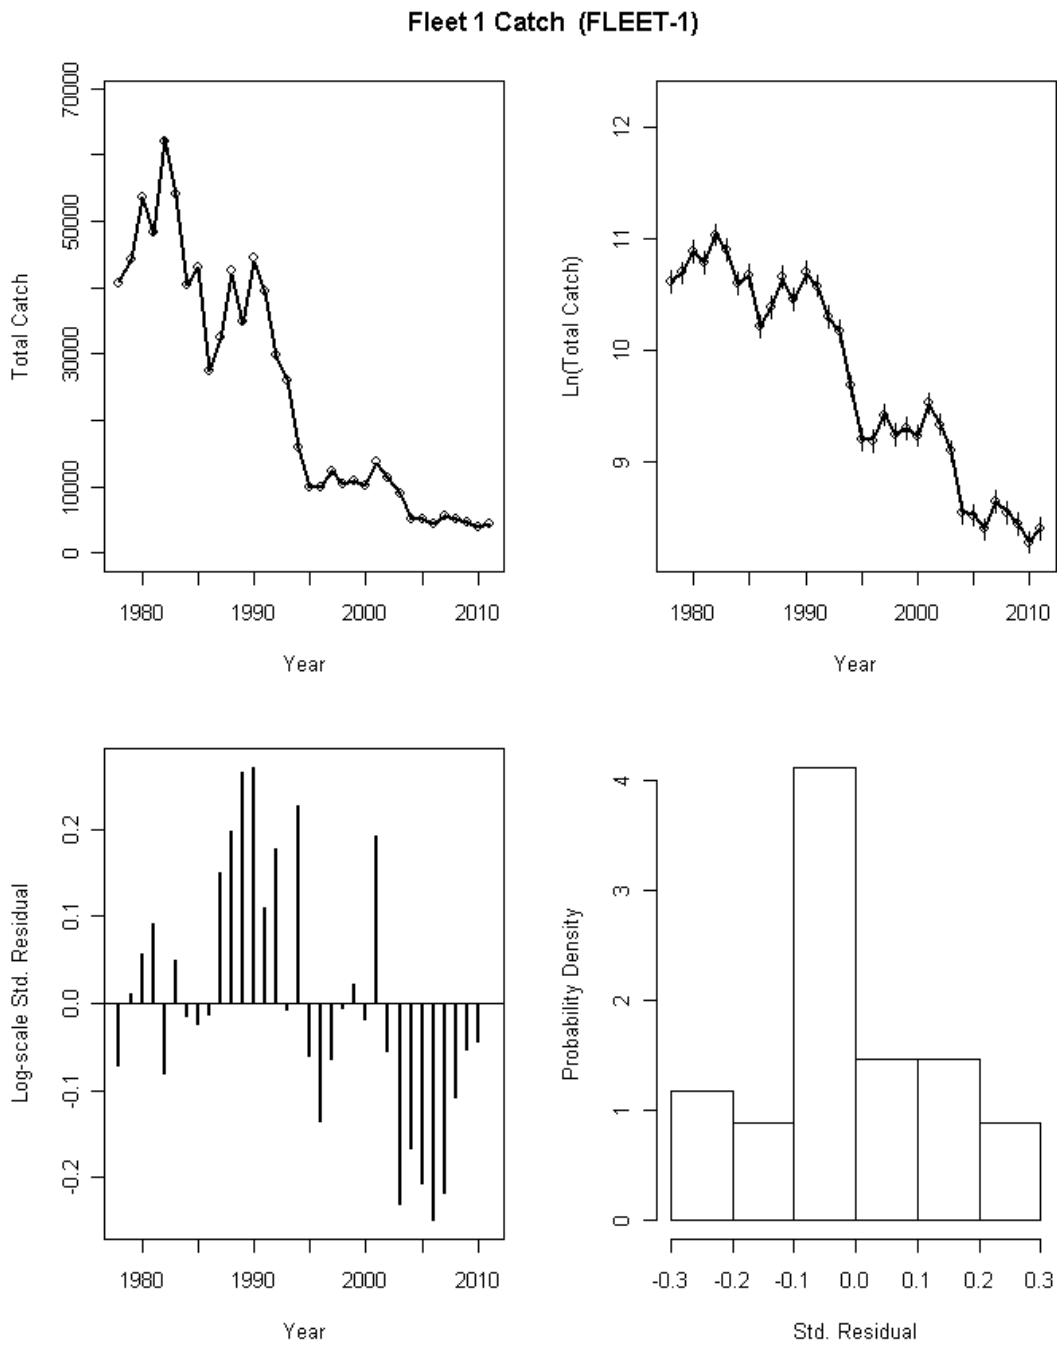 Fleet 1 Catch (FLEET-1)
Total Catch
0 10000 30000 50000 70000
1980 1990 2000 2010
Year
Ln(Total Catch)
9 10 11 12
1980 1990 2000 2010
Year
Log-scale Std. Residual
-0.2 -0.1 0.0 0.1 0.2
1980 1990 2000 2010
Year
Probability Density
0 1 2 3 4
-0.3 -0.2 -0.1 0.0 0.1 0.2 0.3
Std. Residual